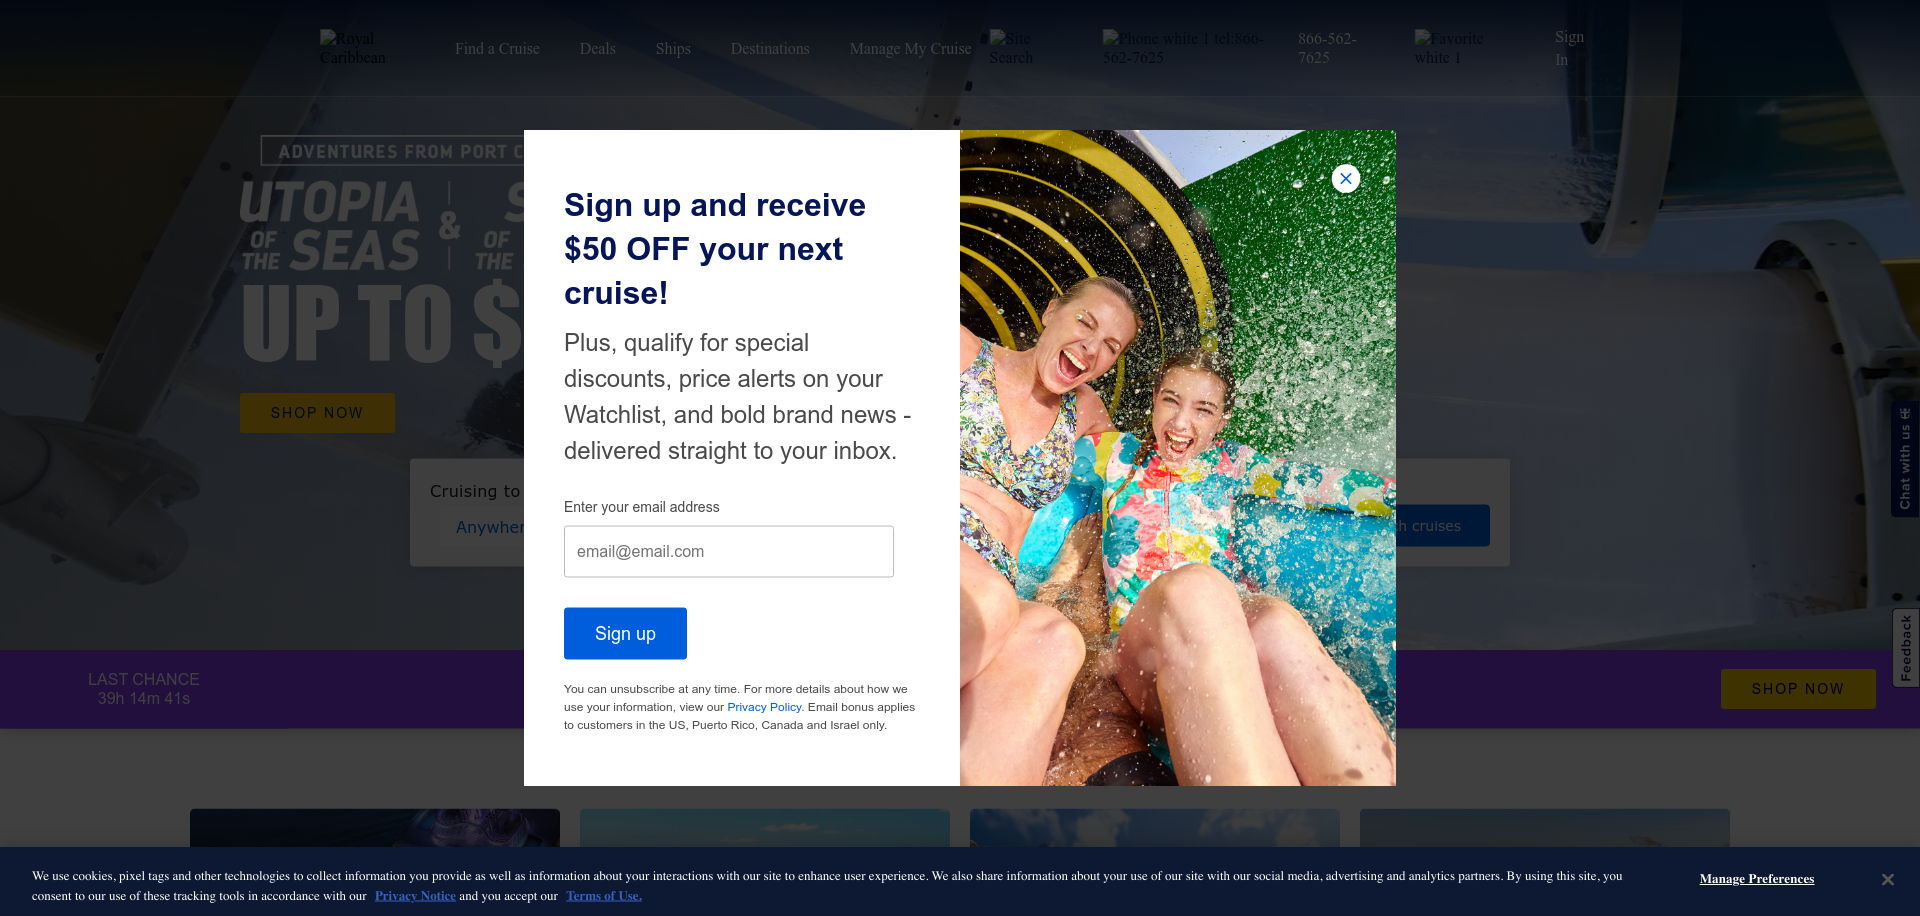 Royal Caribbean
Find a Cruise
Deals
Ships
Destinations
Manage My Cruise
Site Search
Phone white 1 tel:866-562-7625
866-562-7625
Favorite white 1
Sign In
ADVENTURES FROM PORT C
UTOPIA OF THE SEAS
&
S
OF
THE
UP TO $
SHOP NOW
Cruising to
Anywher
h cruises
Sign up and receive
$50 OFF your next
cruise!
Plus, qualify for special
discounts, price alerts on your
Watchlist, and bold brand news -
delivered straight to your inbox.
Enter your email address
email@email.com
Sign up
You can unsubscribe at any time. For more details about how we
use your information, view our Privacy Policy. Email bonus applies
to customers in the US, Puerto Rico, Canada and Israel only.
Chat with us
Feedback
LAST CHANCE
39h 14m 41s
SHOP NOW
We use cookies, pixel tags and other technologies to collect information you provide as well as information about your interactions with our site to enhance user experience. We also share information about your use of our site with our social media, advertising and analytics partners. By using this site, you
consent to our use of these tracking tools in accordance with our Privacy Notice and you accept our Terms of Use.
Manage Preferences